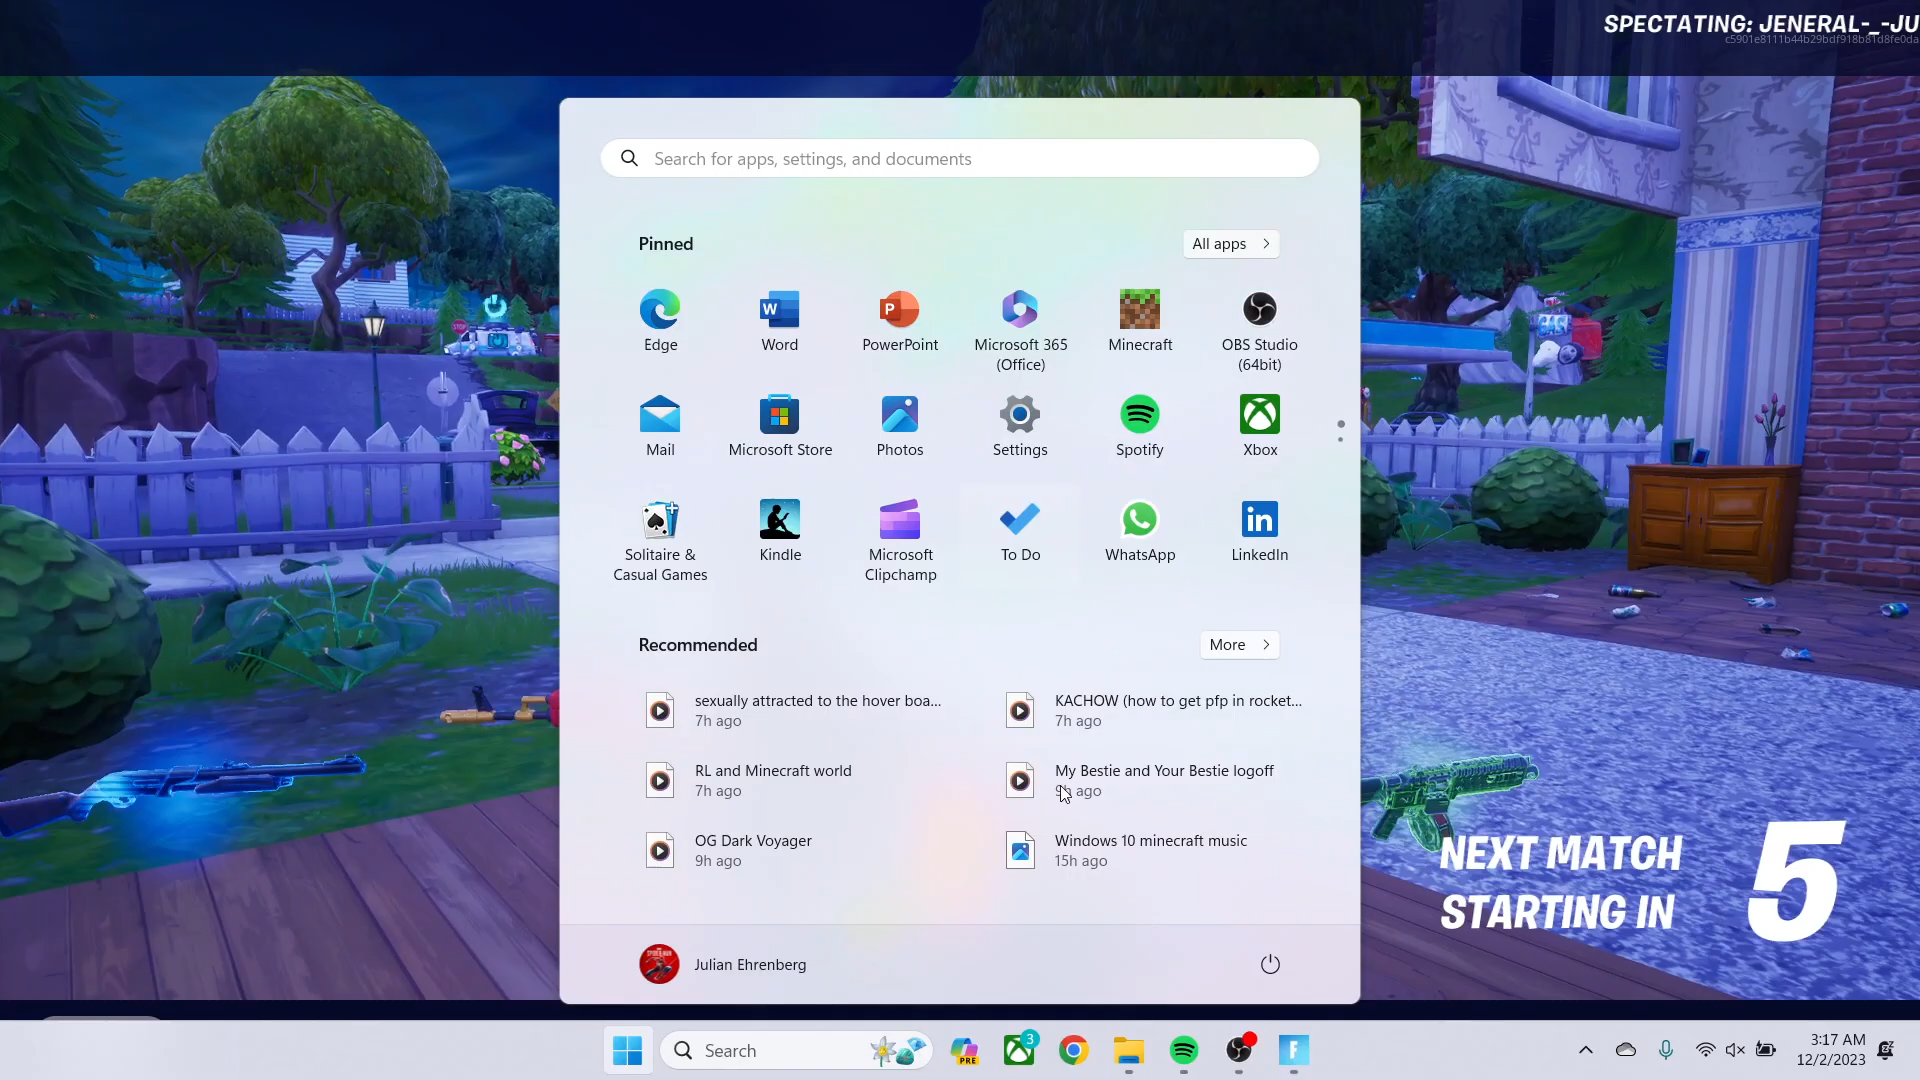 SPECTATING: JENERAL-_-JU
c5901e8111b44b29bdf918b81d8fe0da
Search for apps, settings, and documents
Pinned
All apps
Edge
Word
PowerPoint
Microsoft 365
(Office)
Minecraft
OBS Studio
(64bit)
Mail
Microsoft Store
Photos
Settings
Spotify
Xbox
Solitaire &
Casual Games
Kindle
Microsoft
Clipchamp
To Do
WhatsApp
LinkedIn
Recommended
More
sexually attracted to the hover boa...
7h ago
KACHOW (how to get pfp in rocket...
7h ago
RL and Minecraft world
7h ago
My Bestie and Your Bestie logoff
9h ago
OG Dark Voyager
9h ago
Windows 10 minecraft music
15h ago
NEXT MATCH
STARTING IN
5
Julian Ehrenberg
Search
PRE
3
3:17 AM
12/2/2023